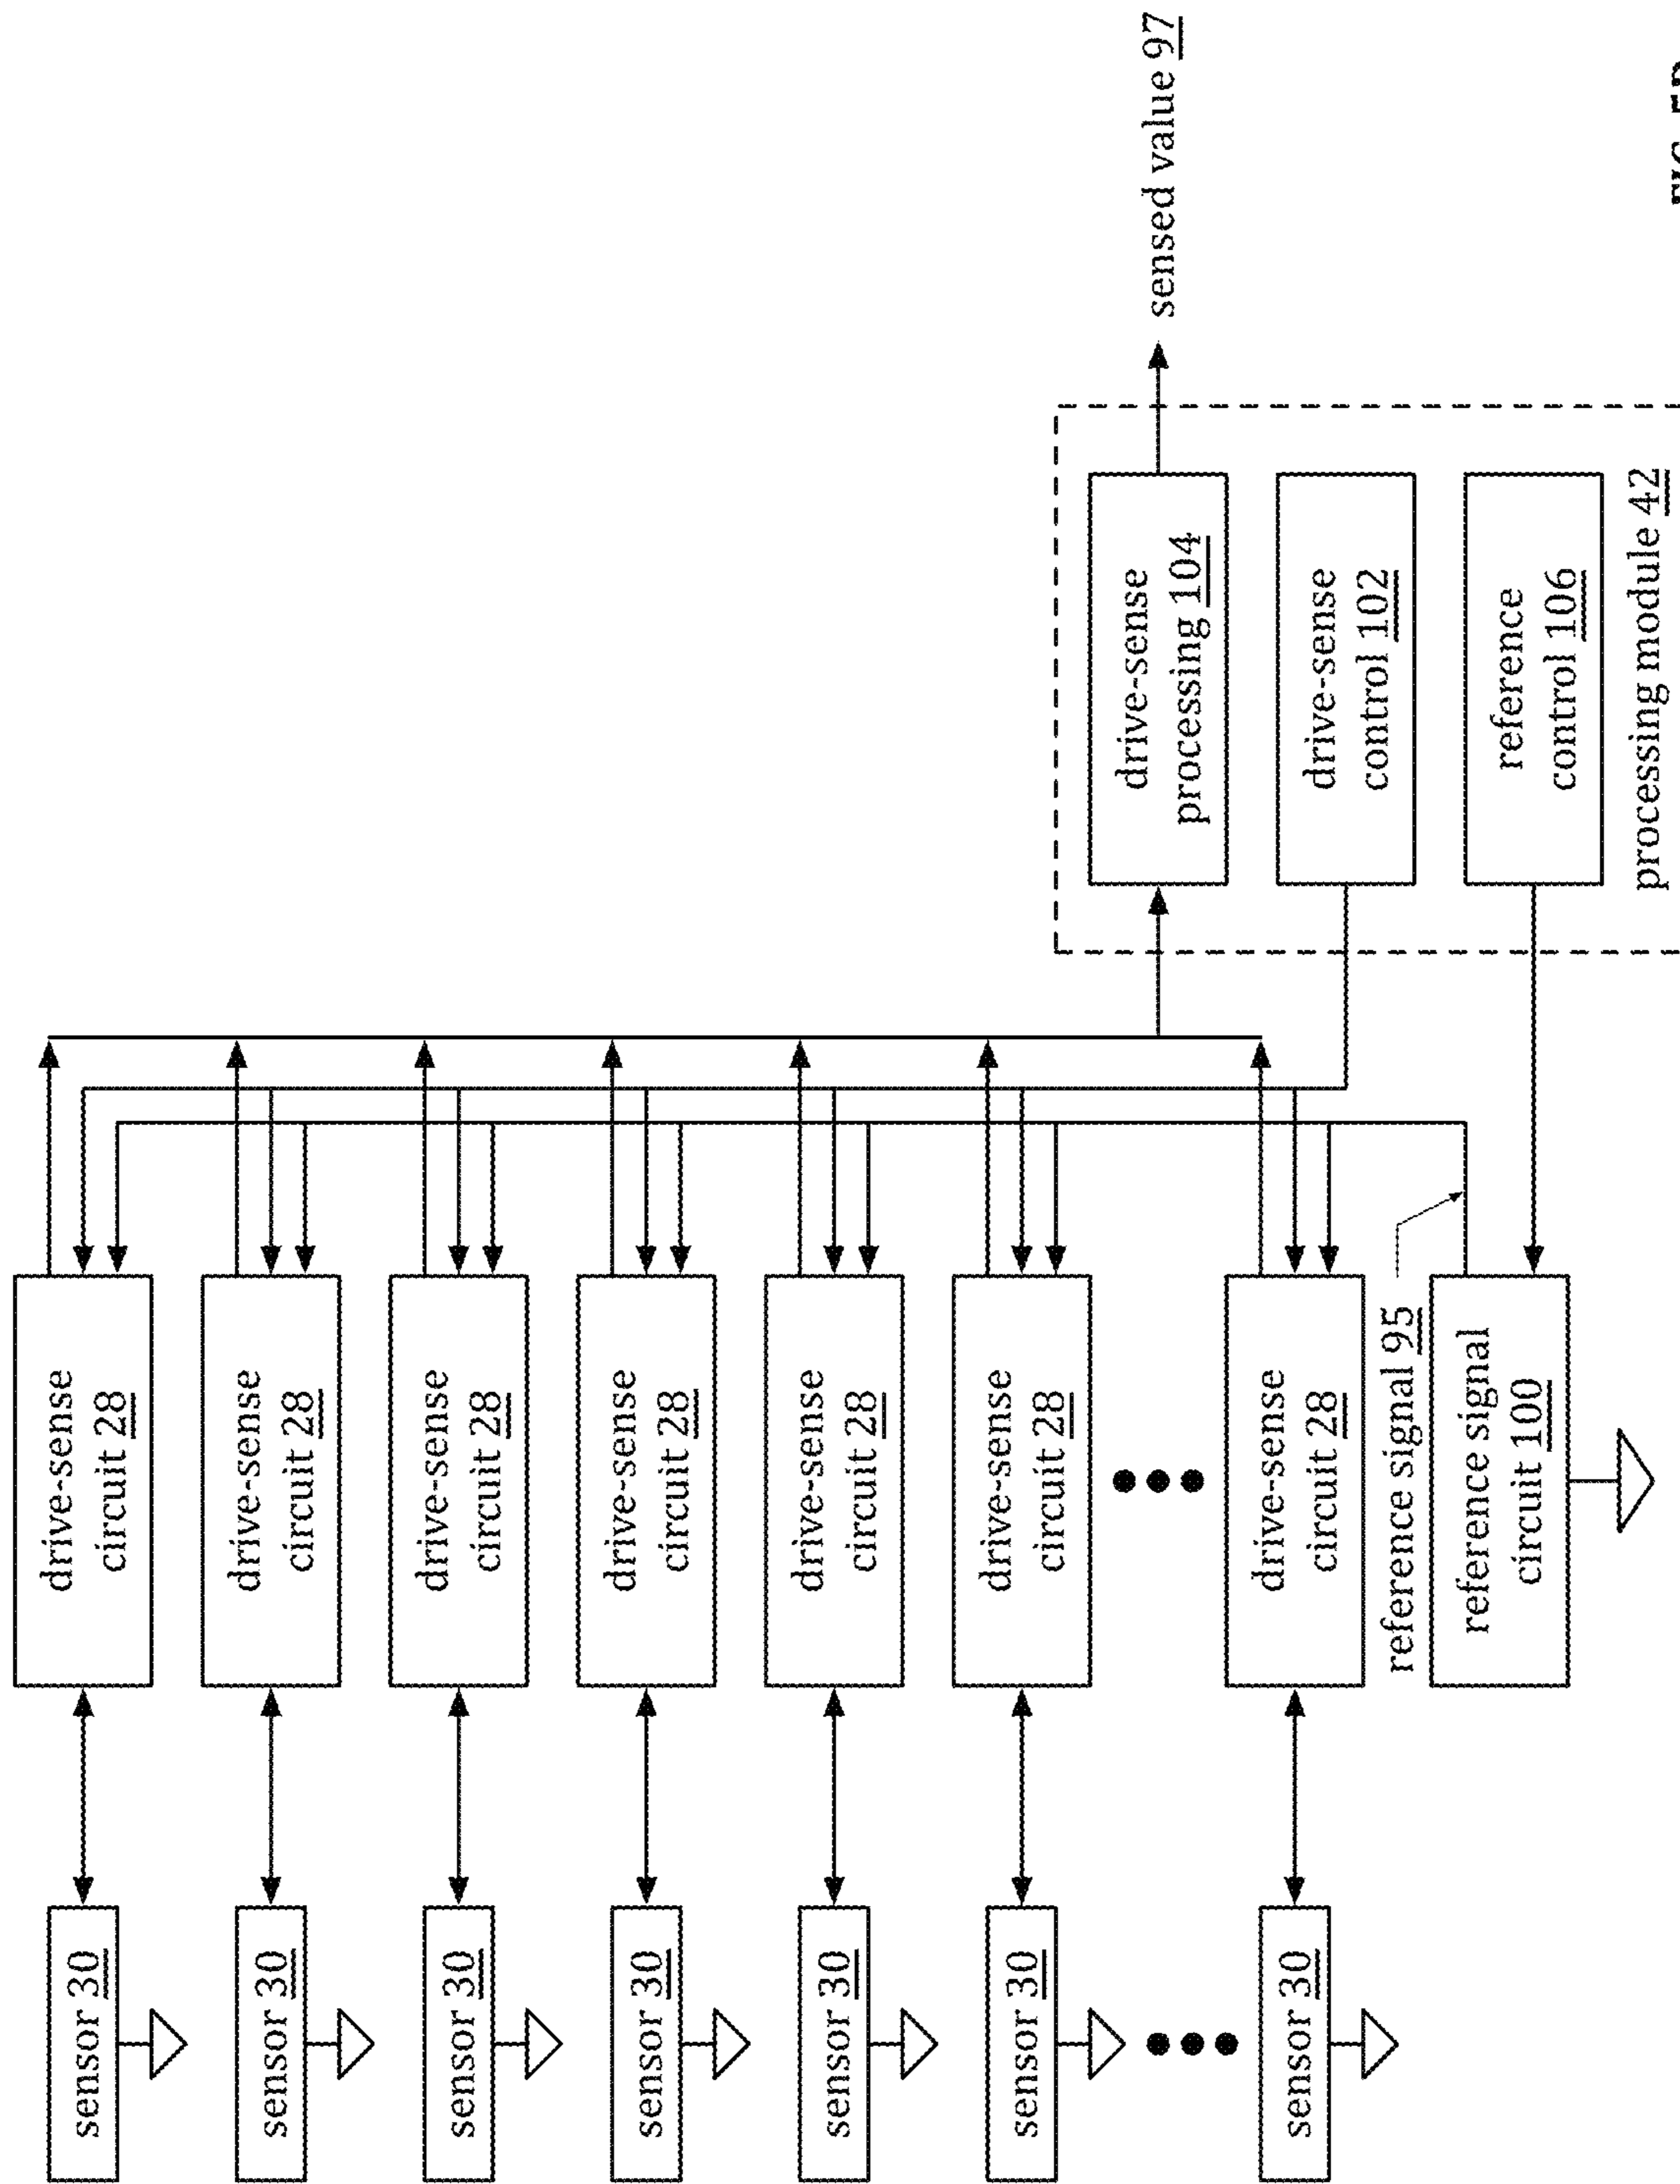 sensor 30
drive-sense
circuit 28
sensor 30
drive-sense
circuit 28
sensor 30
drive-sense
circuit 28
sensor 30
drive-sense
circuit 28
sensor 30
drive-sense
circuit 28
sensor 30
drive-sense
circuit 28
sensor 30
drive-sense
circuit 28
reference signal 95
reference signal
circuit 100
drive-sense
processing 104
drive-sense
control 102
reference
control 106
processing module 42
sensed value 97